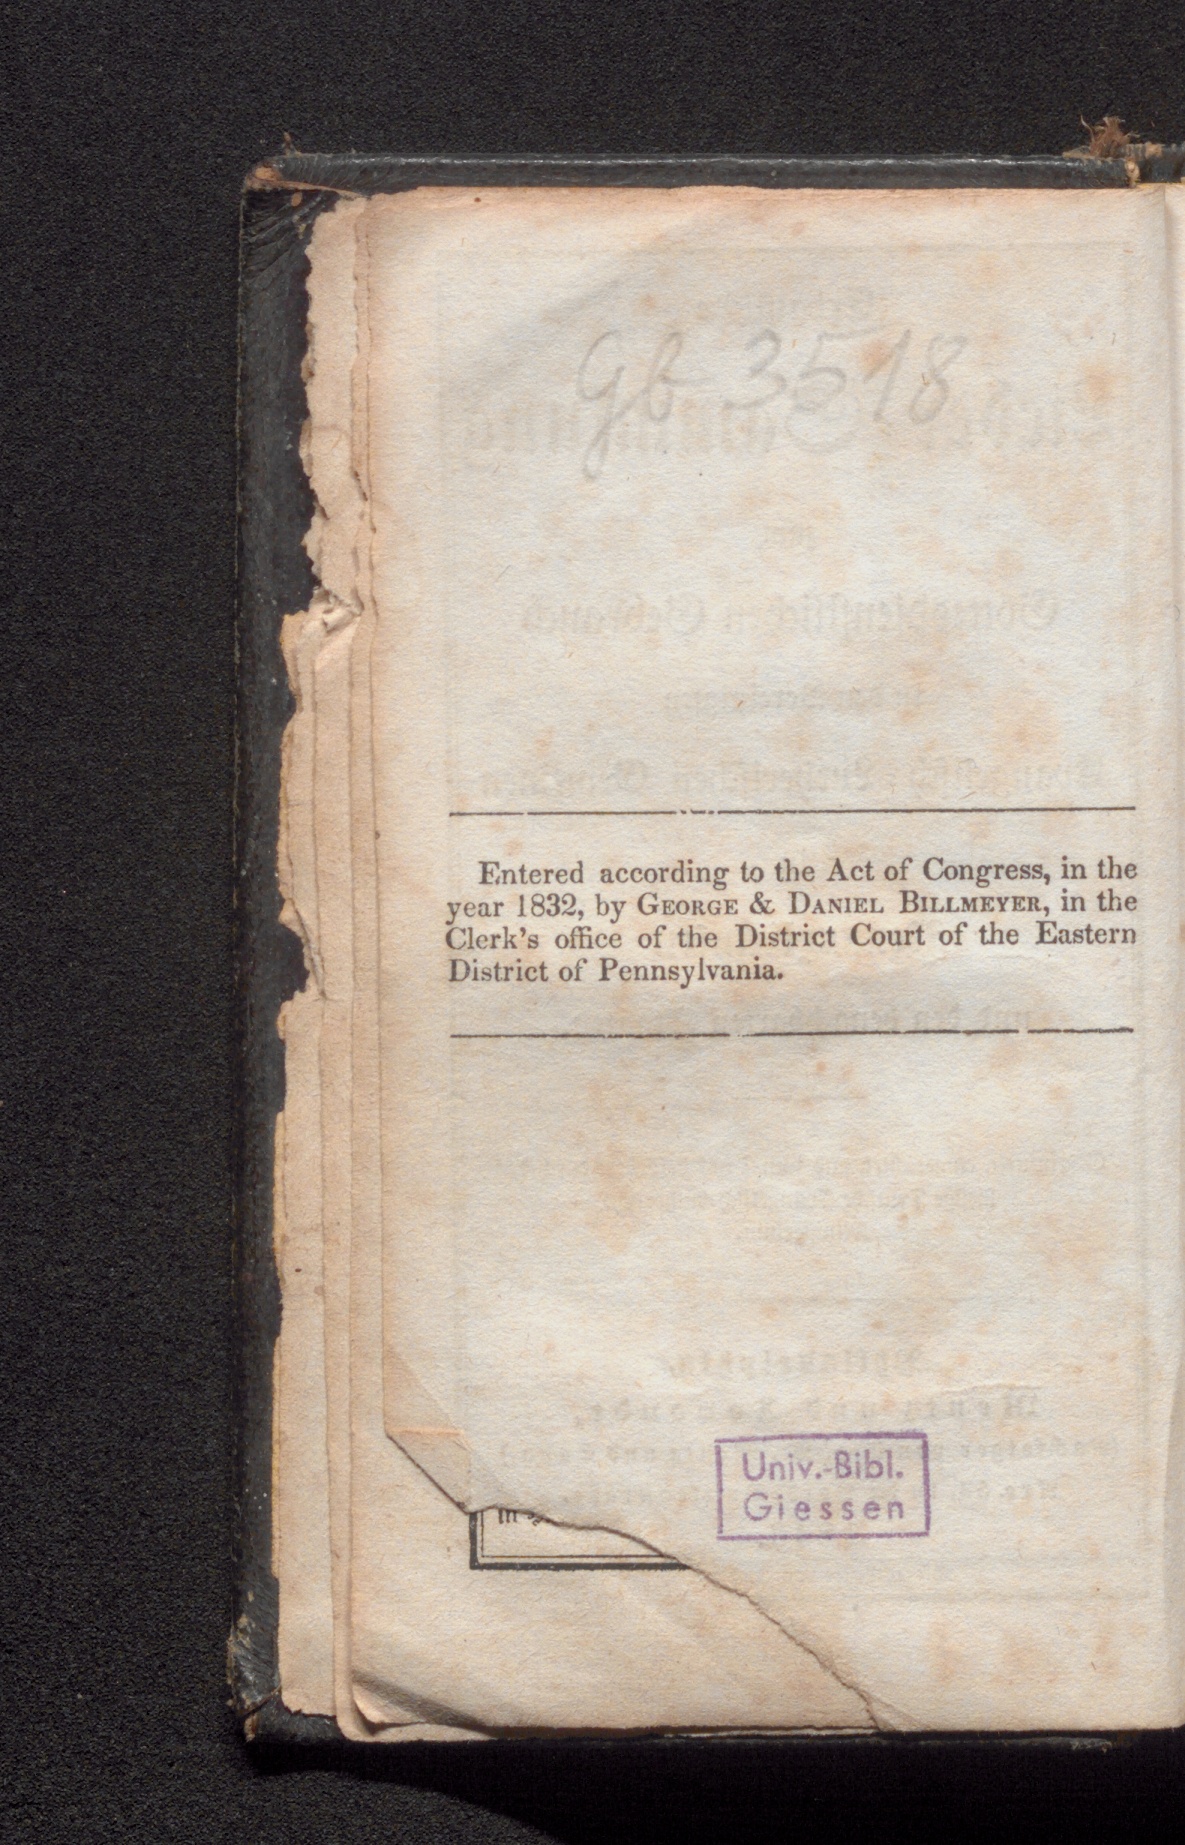 Gb 3518
Entered according to the Act of Congress, in the
year 1832, by GEORGE & DANIEL BILLMEYER, in the
Clerk's office of the District Court of the Eastern
District of Pennsylvania.
Univ.-Bibl.
Giessen